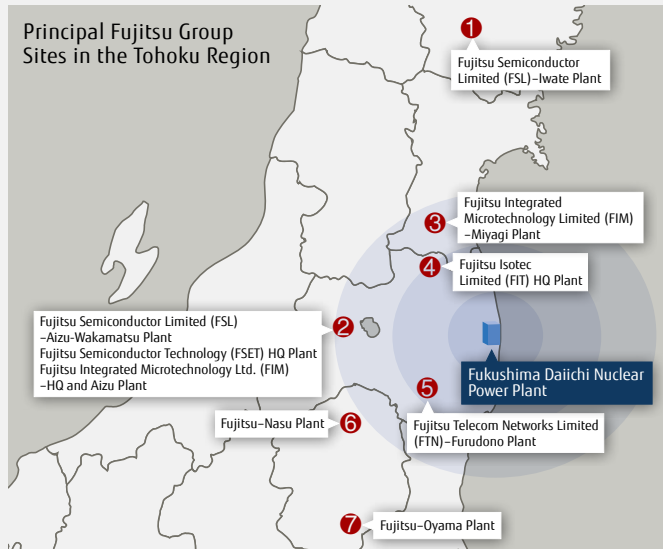 Principal Fujitsu Group
Sites in the Tohoku Region
1
Fujitsu Semiconductor
Limited (FSL)–Iwate Plant
3
Fujitsu Integrated
Microtechnology Limited (FIM)
–Miyagi Plant
4
Fujitsu Isotec
Limited (FIT) HQ Plant
2
Fujitsu Semiconductor Limited (FSL)
–Aizu-Wakamatsu Plant
Fujitsu Semiconductor Technology (FSET) HQ Plant
Fujitsu Integrated Microtechnology Ltd. (FIM)
–HQ and Aizu Plant
Fukushima Daiichi Nuclear
Power Plant
5
Fujitsu Telecom Networks Limited
(FTN)–Furudono Plant
Fujitsu–Nasu Plant
6
7
Fujitsu–Oyama Plant